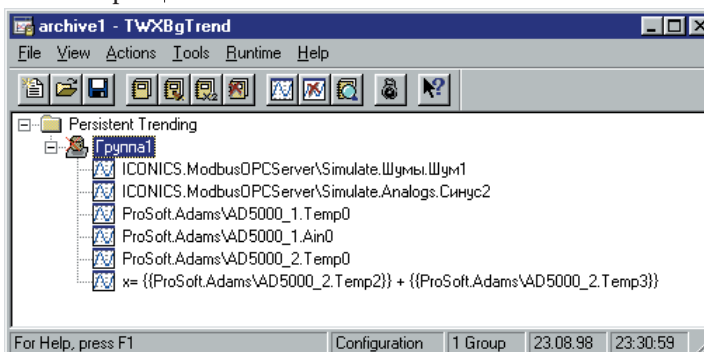 archive1 - TWXBgTrend
File View Actions Tools Runtime Help
X2
Persistent Trending
Группа1
ICONICS.ModbusOPCServer\Simulate.Шумы.Шум1
ICONICS.ModbusOPCServer\Simulate.Analogs.Синус2
ProSoft.Adams\AD5000_1.Temp0
ProSoft.Adams\AD5000_1.Ain0
ProSoft.Adams\AD5000_2.Temp0
x= {{ProSoft.Adams\AD5000_2.Temp2}} + {{ProSoft.Adams\AD5000_2.Temp3}}
For Help, press F1 Configuration 1 Group 23.08.98 23:30:59